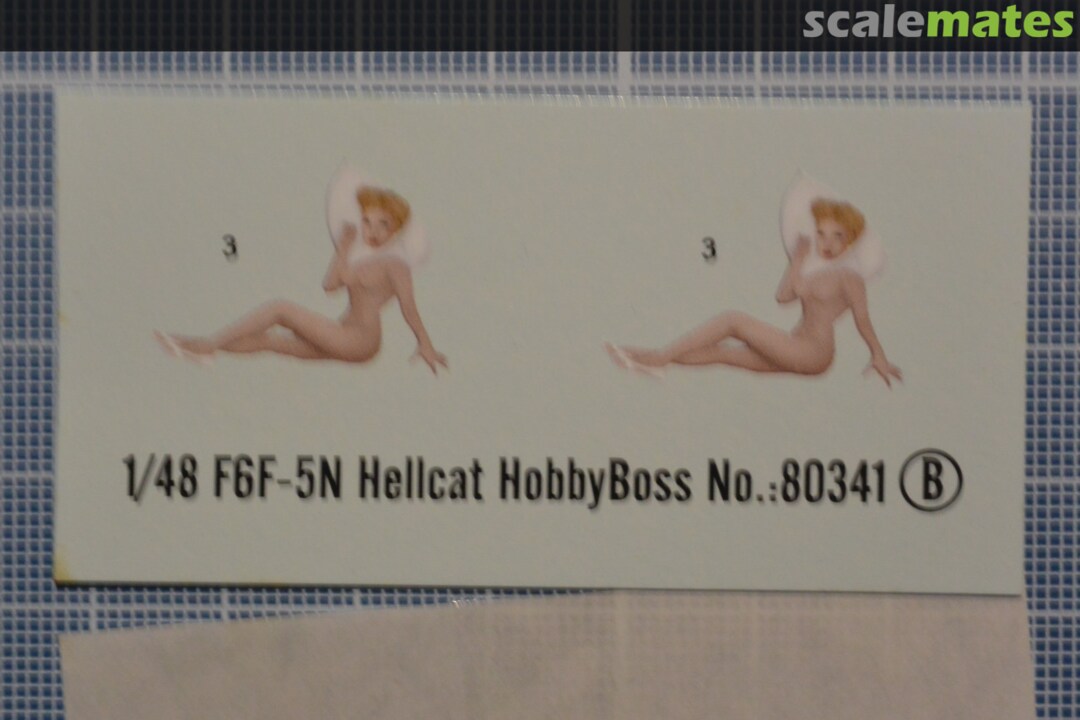 scalemates
3 3
1/48 F6F-5N Hellcat HobbyBoss No.:80341 B